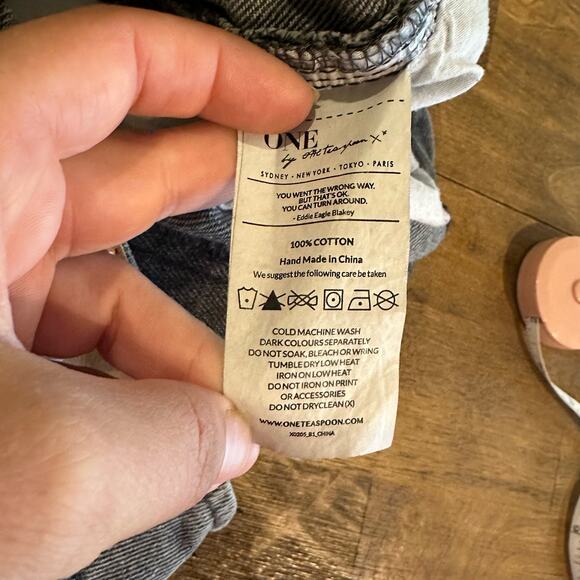 ONE
by One Teaspoon x*
SYDNEY • NEW YORK • TOKYO • PARIS
YOU WENT THE WRONG WAY.
BUT THAT'S OK.
YOU CAN TURN AROUND.
- Eddie Eagle Blakey
100% COTTON
Hand Made in China
We suggest the following care be taken
COLD MACHINE WASH
DARK COLOURS SEPARATELY
DO NOT SOAK, BLEACH OR WRING
TUMBLE DRY LOW HEAT
IRON ON LOW HEAT
DO NOT IRON ON PRINT
OR ACCESSORIES
DO NOT DRYCLEAN (X)
WWW.ONETEASPOON.COM
X0205_B1_CHINA